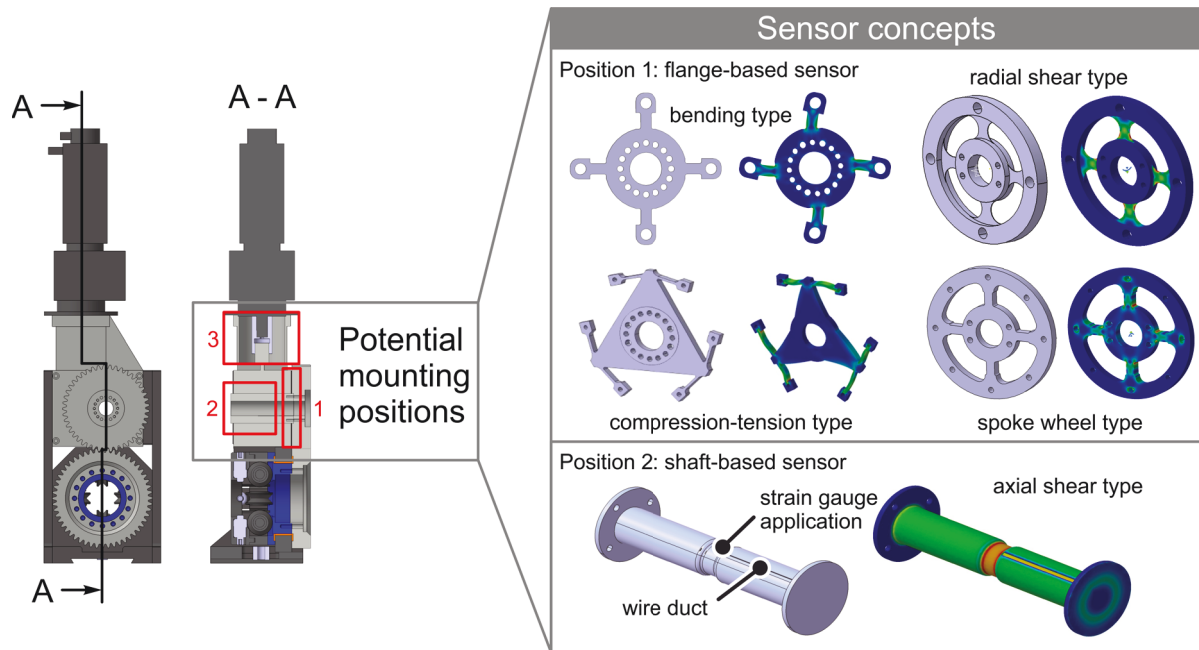 A
A - A
A
3
2
1
Potential
mounting
positions
Sensor concepts
Position 1: flange-based sensor
bending type
radial shear type
compression-tension type
spoke wheel type
Position 2: shaft-based sensor
strain gauge
application
wire duct
axial shear type